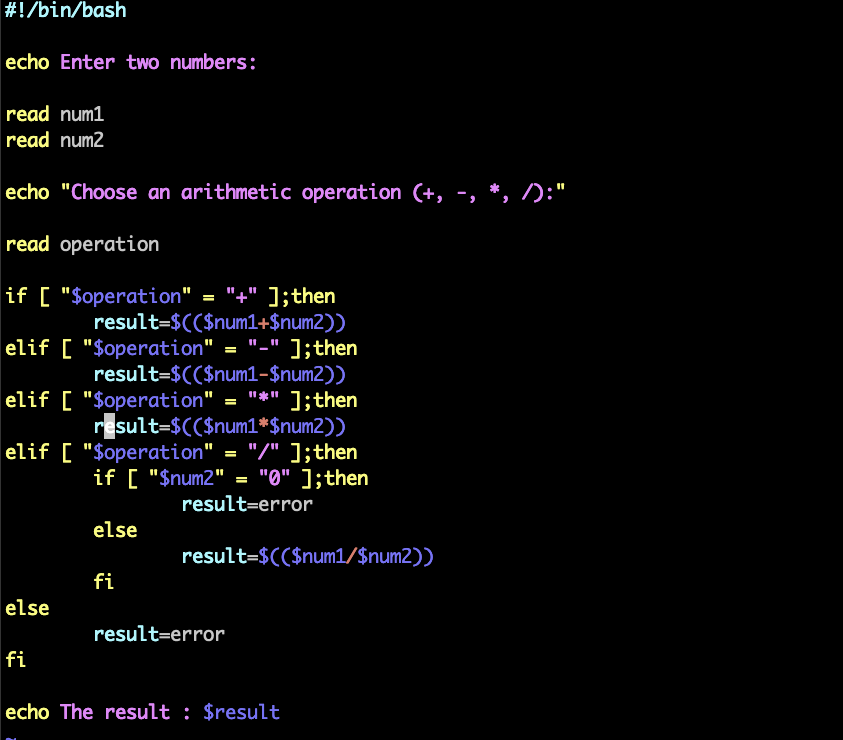 #!/bin/bash
echo Enter two numbers:
read num1
read num2
echo "Choose an arithmetic operation (+, -, *, /):"
read operation
if [ "$operation" = "+" ];then
        result=$(($num1+$num2))
elif [ "$operation" = "-" ];then
        result=$(($num1-$num2))
elif [ "$operation" = "*" ];then
        result=$(($num1*$num2))
elif [ "$operation" = "/" ];then
        if [ "$num2" = "0" ];then
                result=error
        else
                result=$(($num1/$num2))
        fi
else
        result=error
fi
echo The result : $result
~